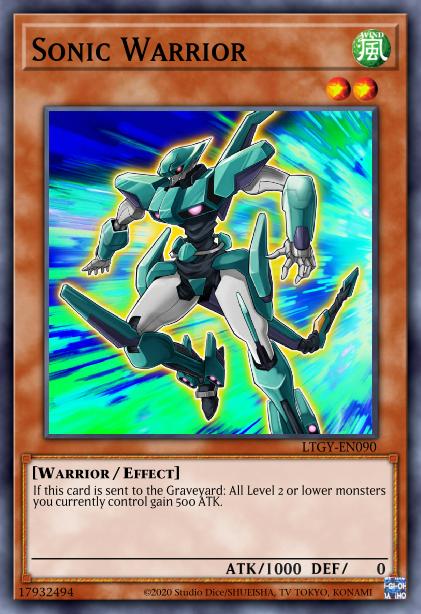 Sonic Warrior
WIND
風
LTGY-EN090
[Warrior / Effect]
If this card is sent to the Graveyard: All Level 2 or lower monsters
you currently control gain 500 ATK.
ATK/1000 DEF/ 0
17932494
©2020 Studio Dice/SHUEISHA, TV TOKYO, KONAMI